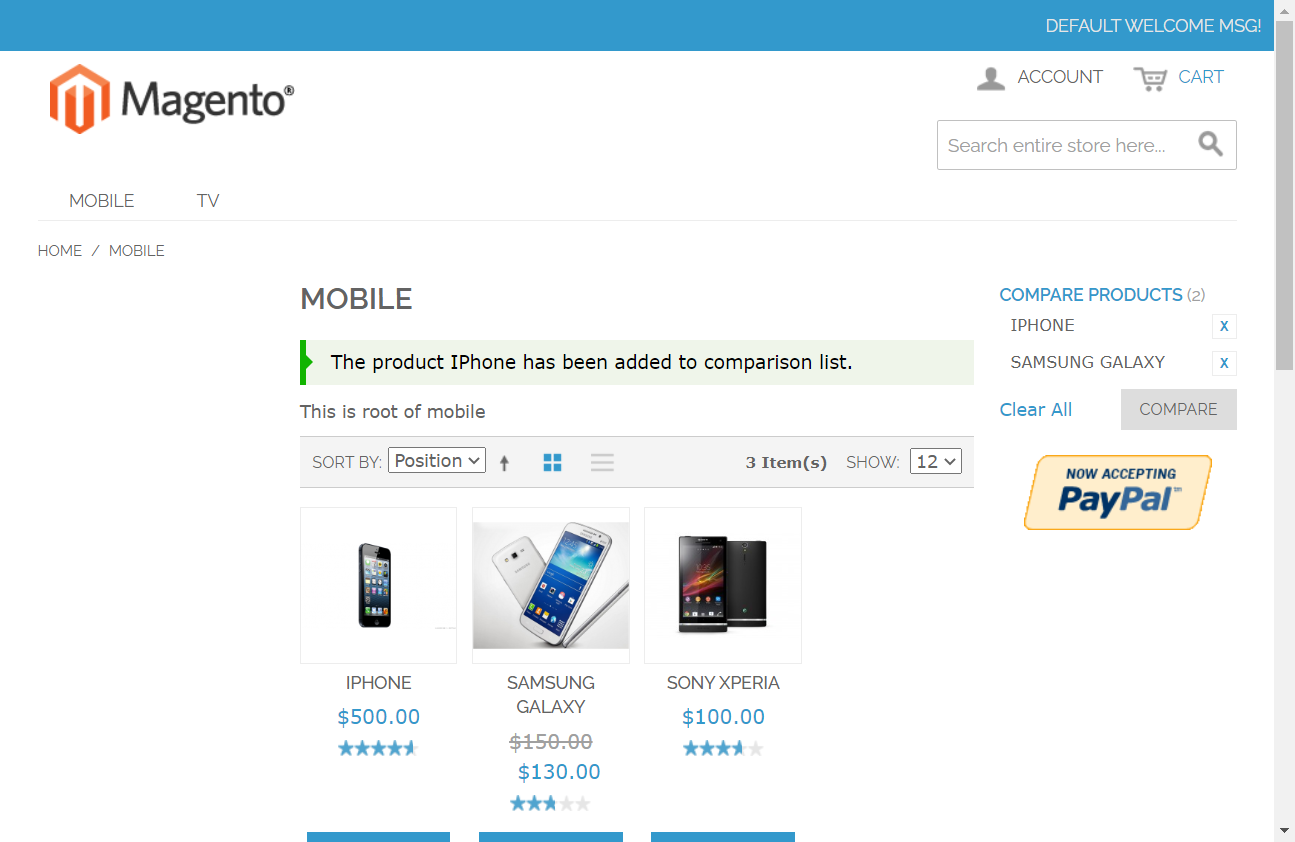 DEFAULT WELCOME MSG!
Magento®
ACCOUNT
CART
Search entire store here...
MOBILE
TV
HOME / MOBILE
MOBILE
The product IPhone has been added to comparison list.
This is root of mobile
SORT BY: Position
3 Item(s)
SHOW: 12
IPHONE
$500.00
SAMSUNG
GALAXY
$150.00
$130.00
SONY XPERIA
$100.00
COMPARE PRODUCTS (2)
IPHONE X
SAMSUNG GALAXY X
Clear All
COMPARE
NOW ACCEPTING
PayPal™